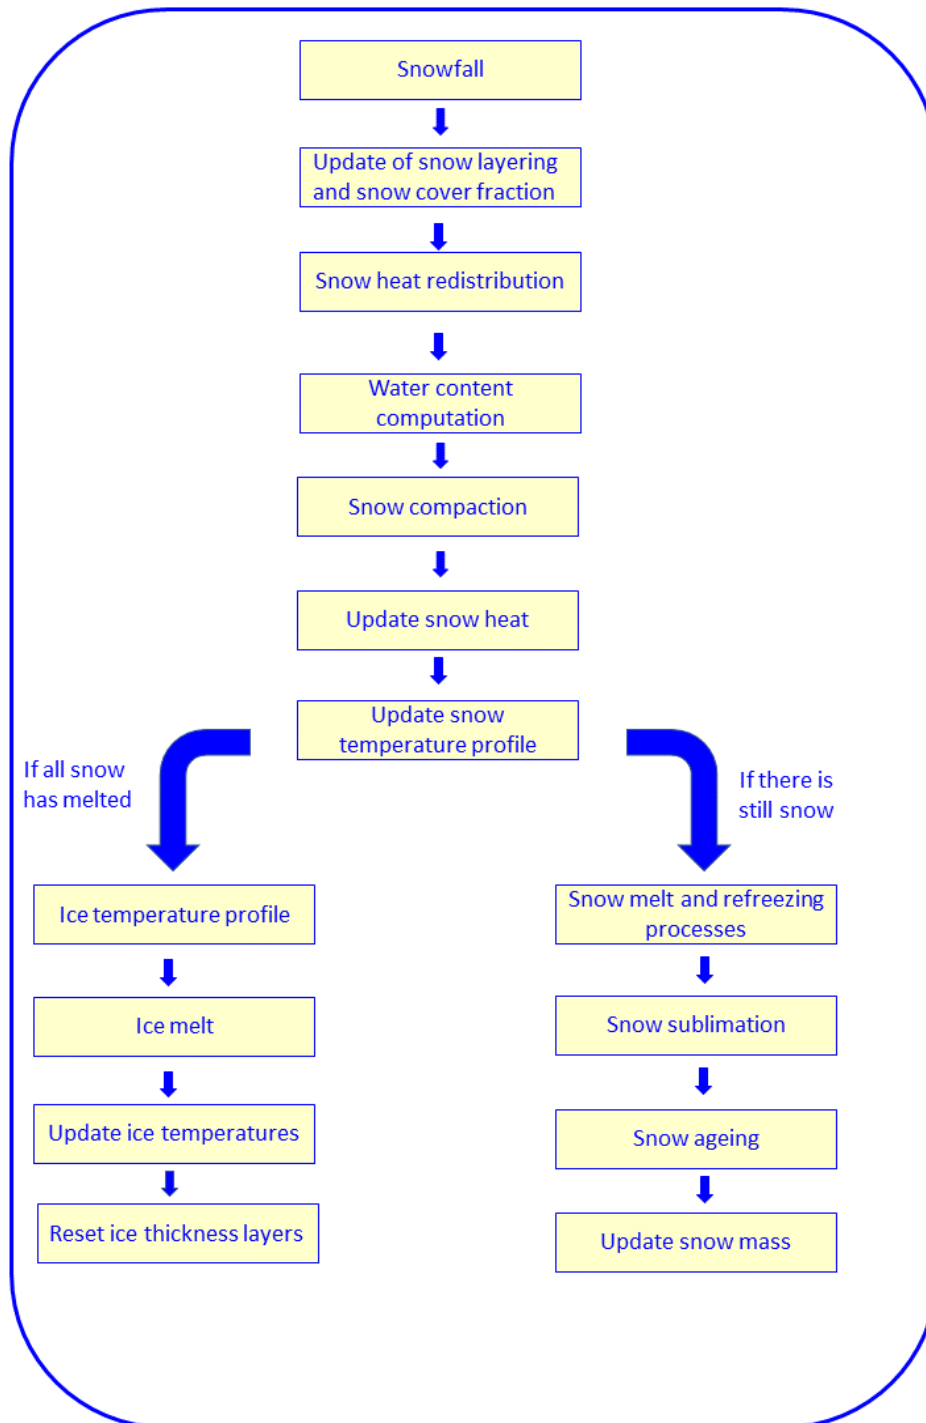 Snowfall
Update of snow layering
and snow cover fraction
Snow heat redistribution
Water content
computation
Snow compaction
Update snow heat
Update snow
temperature profile
If all snow
has melted
If there is
still snow
Ice temperature profile
Ice melt
Update ice temperatures
Reset ice thickness layers
Snow melt and refreezing
processes
Snow sublimation
Snow ageing
Update snow mass